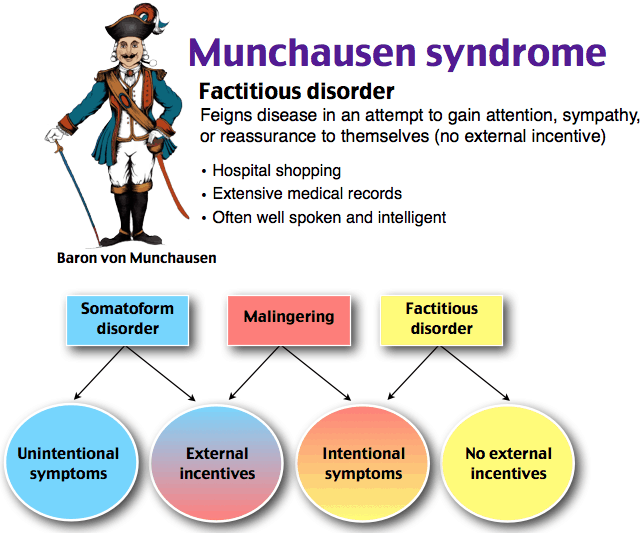 Munchausen syndrome
Factitious disorder
Feigns disease in an attempt to gain attention, sympathy,
or reassurance to themselves (no external incentive)
• Hospital shopping
• Extensive medical records
• Often well spoken and intelligent
Baron von Munchausen
Somatoform
disorder
Malingering
Factitious
disorder
Unintentional
symptoms
External
incentives
Intentional
symptoms
No external
incentives